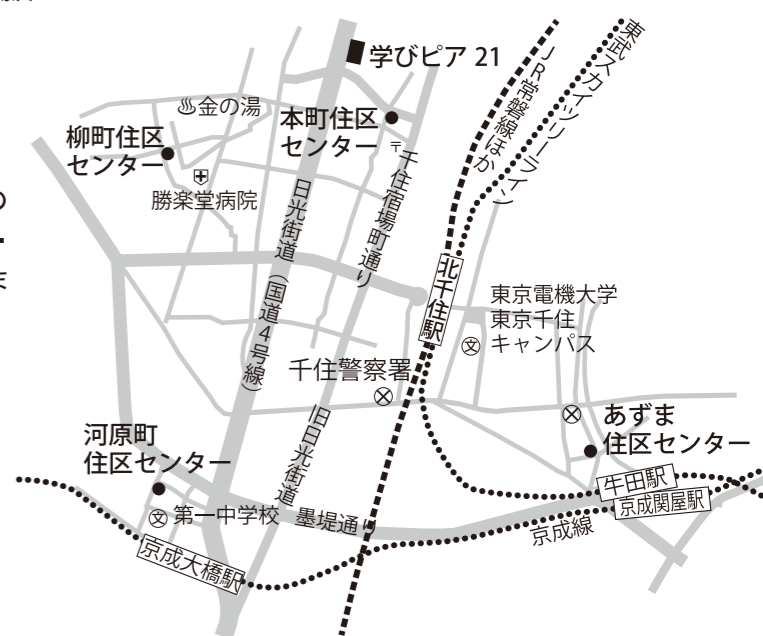 学びピア 21
♨金の湯
本町住区
センター
柳町住区
センター
勝楽堂病院
〒千住宿場町通り
日光街道(国道4号線)
JR常磐線ほか
東武スカイツリーライン
の
ま
北千住駅
東京電機大学
東京千住
キャンパス
文
千住警察署
旧日光街道
あずま
住区センター
河原町
住区センター
文 第一中学校
墨堤通り
牛田駅
京成関屋駅
京成線
京成大橋駅